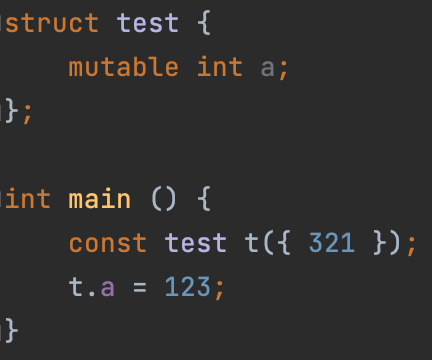 struct test {
mutable int a;
};
int main () {
const test t({ 321 });
t.a = 123;
}